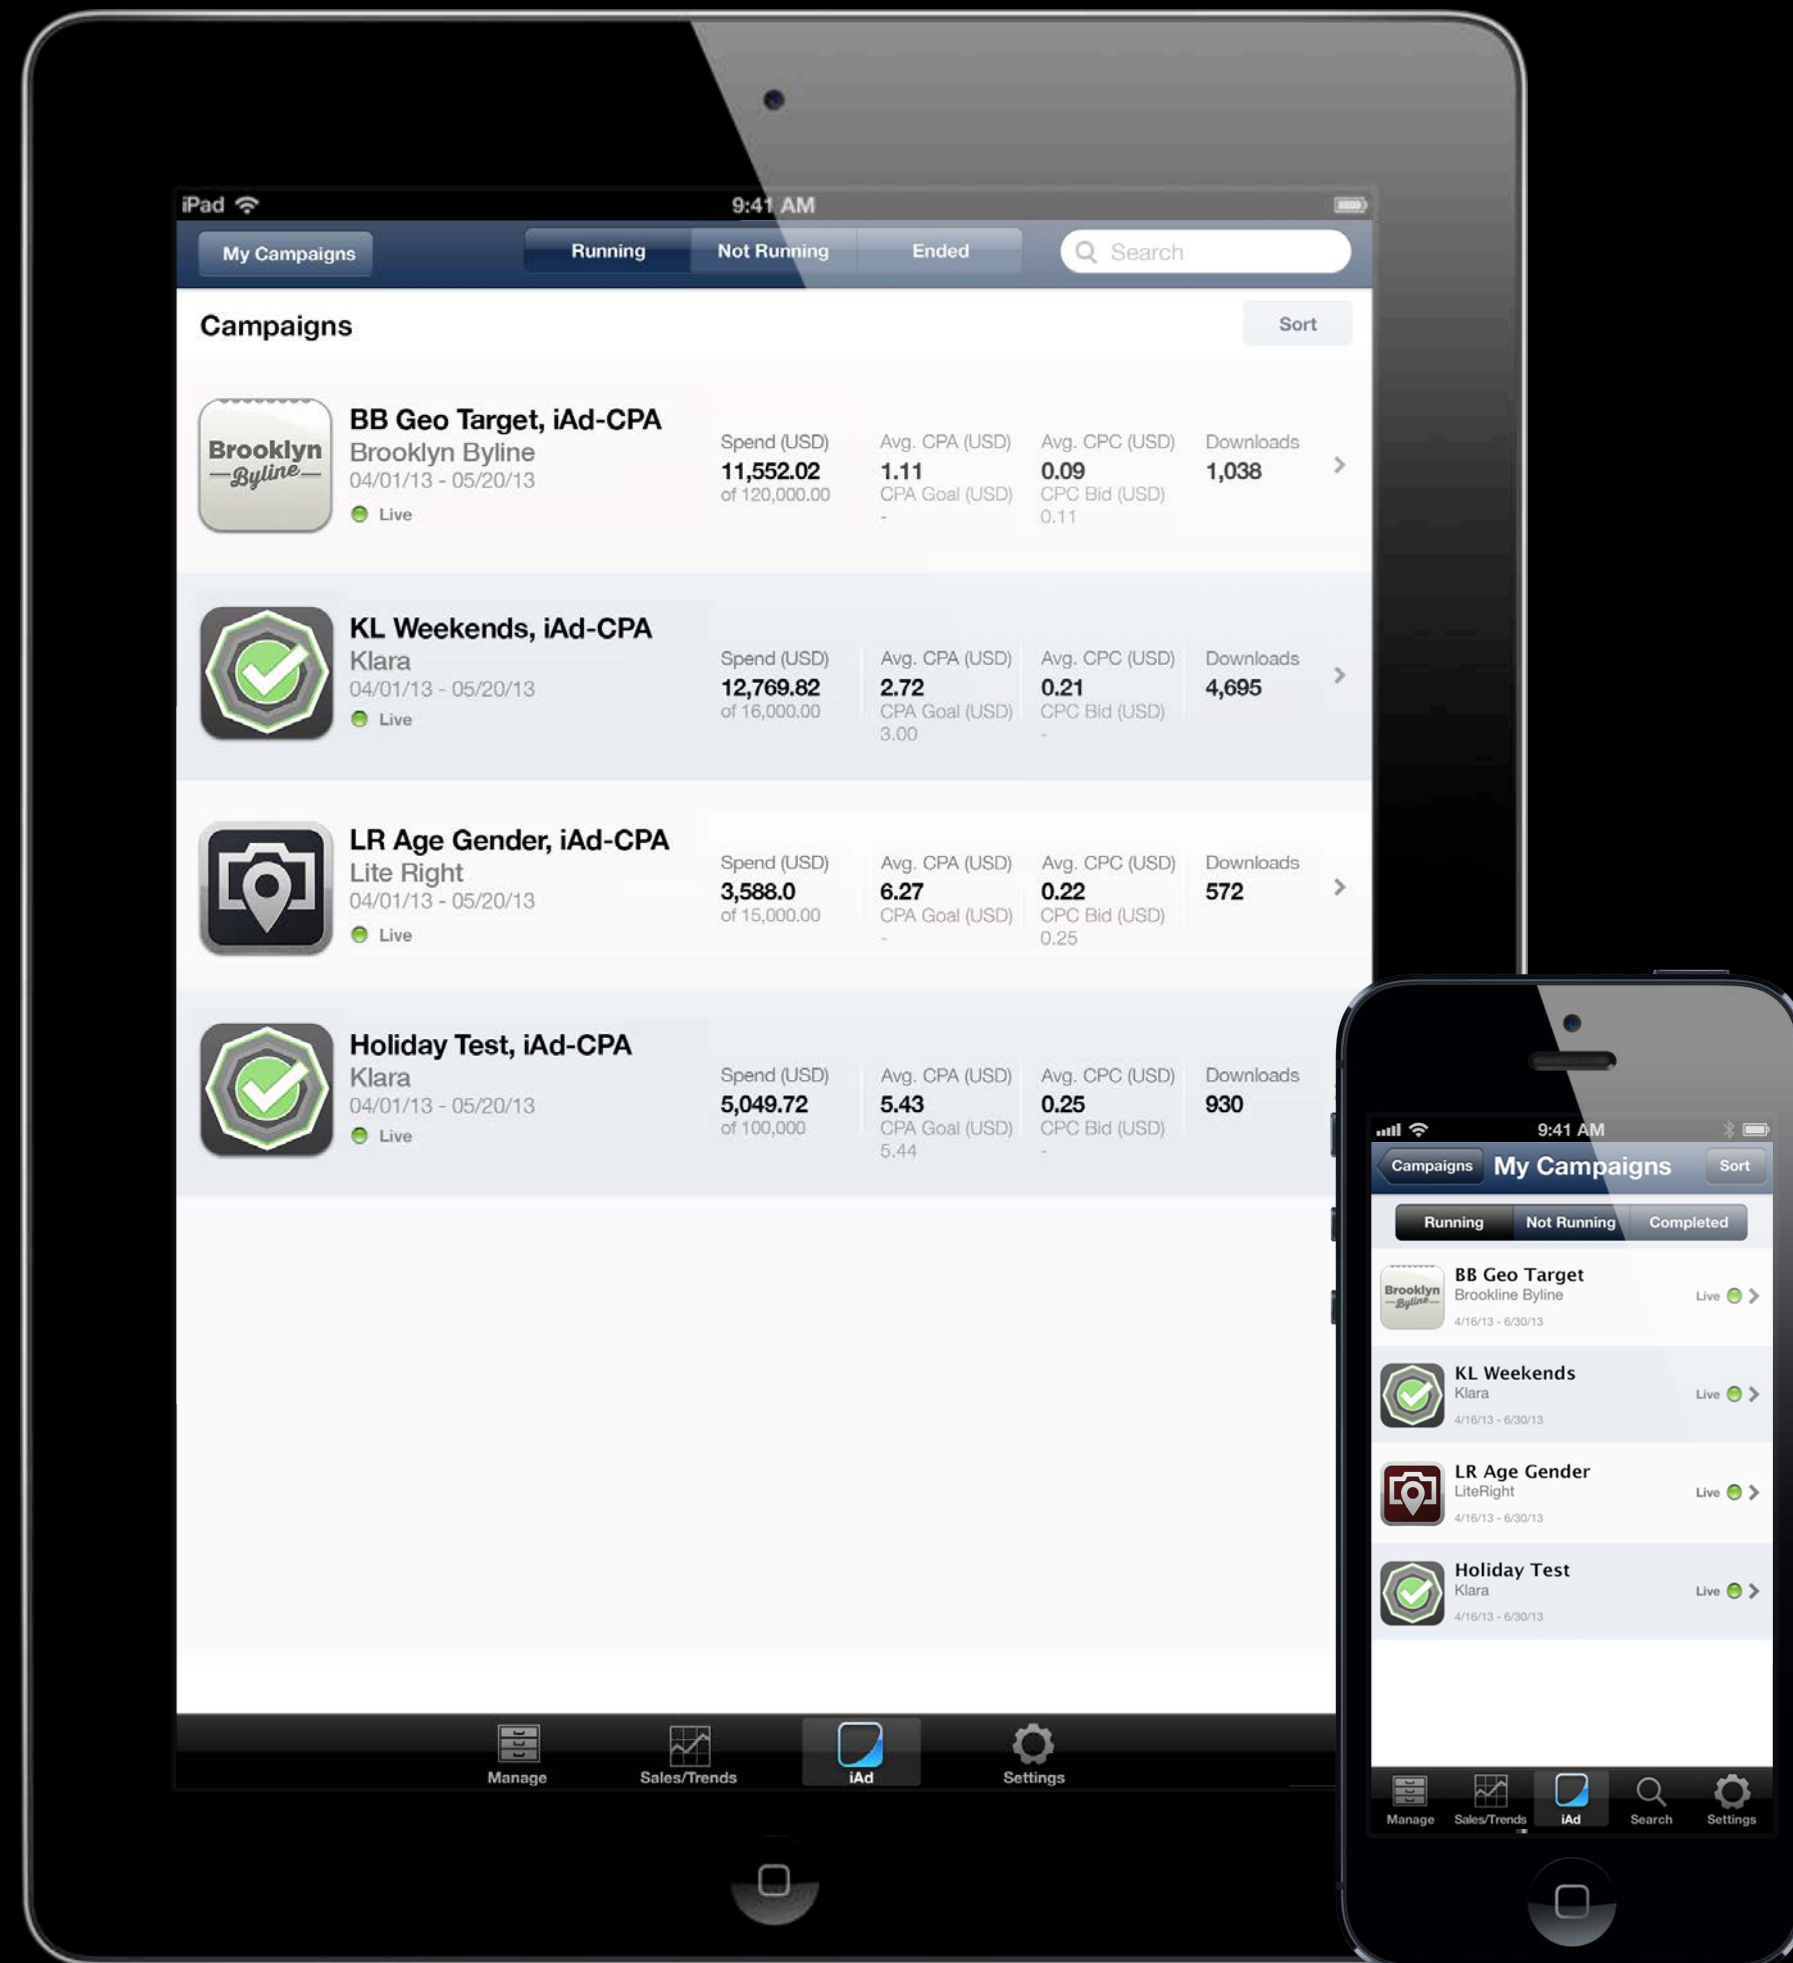 iPad
9:41 AM
My Campaigns
Running
Not Running
Ended
Search
Campaigns
Sort
Brooklyn
Byline
BB Geo Target, iAd-CPA
Brooklyn Byline
04/01/13 - 05/20/13
Live
Spend (USD)
11,552.02
of 120,000.00
Avg. CPA (USD)
1.11
CPA Goal (USD)
-
Avg. CPC (USD)
0.09
CPC Bid (USD)
0.11
Downloads
1,038
KL Weekends, iAd-CPA
Klara
04/01/13 - 05/20/13
Live
Spend (USD)
12,769.82
of 16,000.00
Avg. CPA (USD)
2.72
CPA Goal (USD)
3.00
Avg. CPC (USD)
0.21
CPC Bid (USD)
-
Downloads
4,695
LR Age Gender, iAd-CPA
Lite Right
04/01/13 - 05/20/13
Live
Spend (USD)
3,588.0
of 15,000.00
Avg. CPA (USD)
6.27
CPA Goal (USD)
-
Avg. CPC (USD)
0.22
CPC Bid (USD)
0.25
Downloads
572
Holiday Test, iAd-CPA
Klara
04/01/13 - 05/20/13
Live
Spend (USD)
5,049.72
of 100,000
Avg. CPA (USD)
5.43
CPA Goal (USD)
5.44
Avg. CPC (USD)
0.25
CPC Bid (USD)
-
Downloads
930
Manage
Sales/Trends
iAd
Settings
9:41 AM
Campaigns
My Campaigns
Sort
Running
Not Running
Completed
Brooklyn
Byline
BB Geo Target
Brookline Byline
4/16/13 - 6/30/13
Live
KL Weekends
Klara
4/16/13 - 6/30/13
Live
LR Age Gender
LiteRight
4/16/13 - 6/30/13
Live
Holiday Test
Klara
4/16/13 - 6/30/13
Live
Manage
Sales/Trends
iAd
Search
Settings